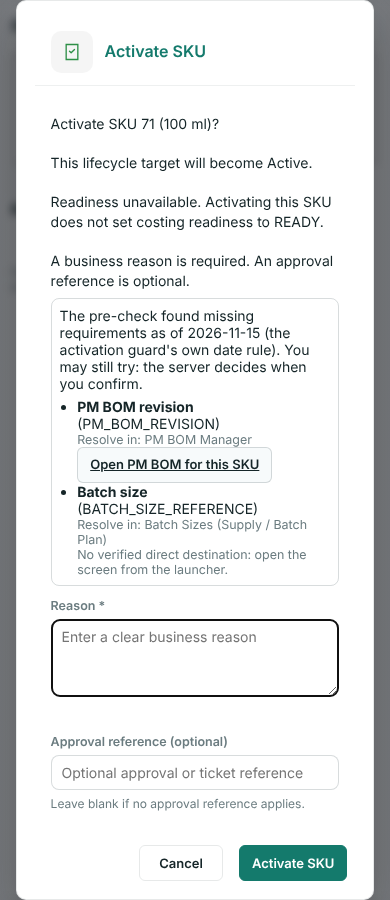 Activate SKU
Activate SKU 71 (100 ml)?
This lifecycle target will become Active.
Readiness unavailable. Activating this SKU
does not set costing readiness to READY.
A business reason is required. An approval
reference is optional.
The pre-check found missing
requirements as of 2026-11-15 (the
activation guard's own date rule). You
may still try: the server decides when
you confirm.
• PM BOM revision
(PM_BOM_REVISION)
Resolve in: PM BOM Manager
Open PM BOM for this SKU
• Batch size
(BATCH_SIZE_REFERENCE)
Resolve in: Batch Sizes (Supply / Batch
Plan)
No verified direct destination: open the
screen from the launcher.
Reason *
Enter a clear business reason
Approval reference (optional)
Optional approval or ticket reference
Leave blank if no approval reference applies.
Cancel
Activate SKU